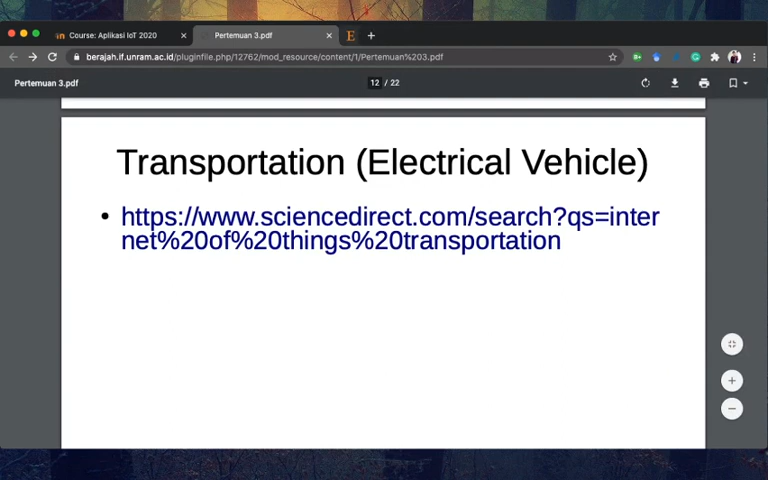 Course: Aplikasi IoT 2020
Pertemuan 3.pdf
berajah.if.unram.ac.id/pluginfile.php/12762/mod_resource/content/1/Pertemuan%203.pdf
Pertemuan 3.pdf
12 / 22
Transportation (Electrical Vehicle)
• https://www.sciencedirect.com/search?qs=inter
net%20of%20things%20transportation